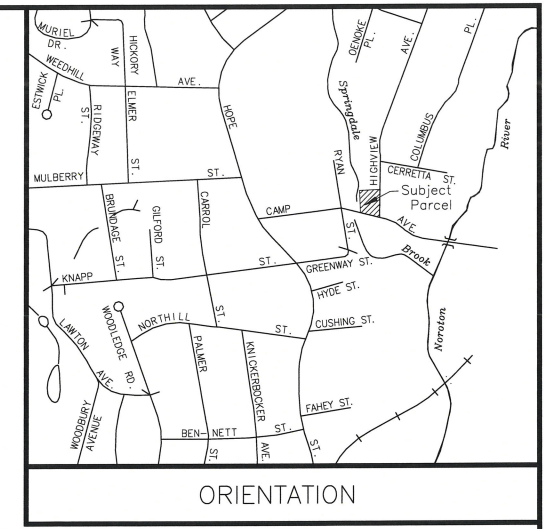 MURIEL
DR.
WEEDHILL
AVE.
HICKORY
WAY
ESTWICK
PL.
RIDGEWAY
ST.
ELMER
ST.
HOPE
ST.
MULBERRY
ST.
BRUNDAGE
ST.
GILFORD
ST.
CARROL
ST.
KNAPP
ST.
OENOKE
PL.
Springdale
Brook
HIGHVIEW
AVE.
COLUMBUS
PL.
CERRETTA
ST.
RYAN
ST.
Subject
Parcel
CAMP
AVE.
Noroton
River
GREENWAY ST.
HYDE ST.
CUSHING ST.
LAWTON
AVE.
WOODLEDGE
RD.
NORTHILL
ST.
PALMER
ST.
KNICKERBOCKER
AVE.
WOODBURY
AVENUE
BEN- NETT
ST.
FAHEY ST.
ORIENTATION